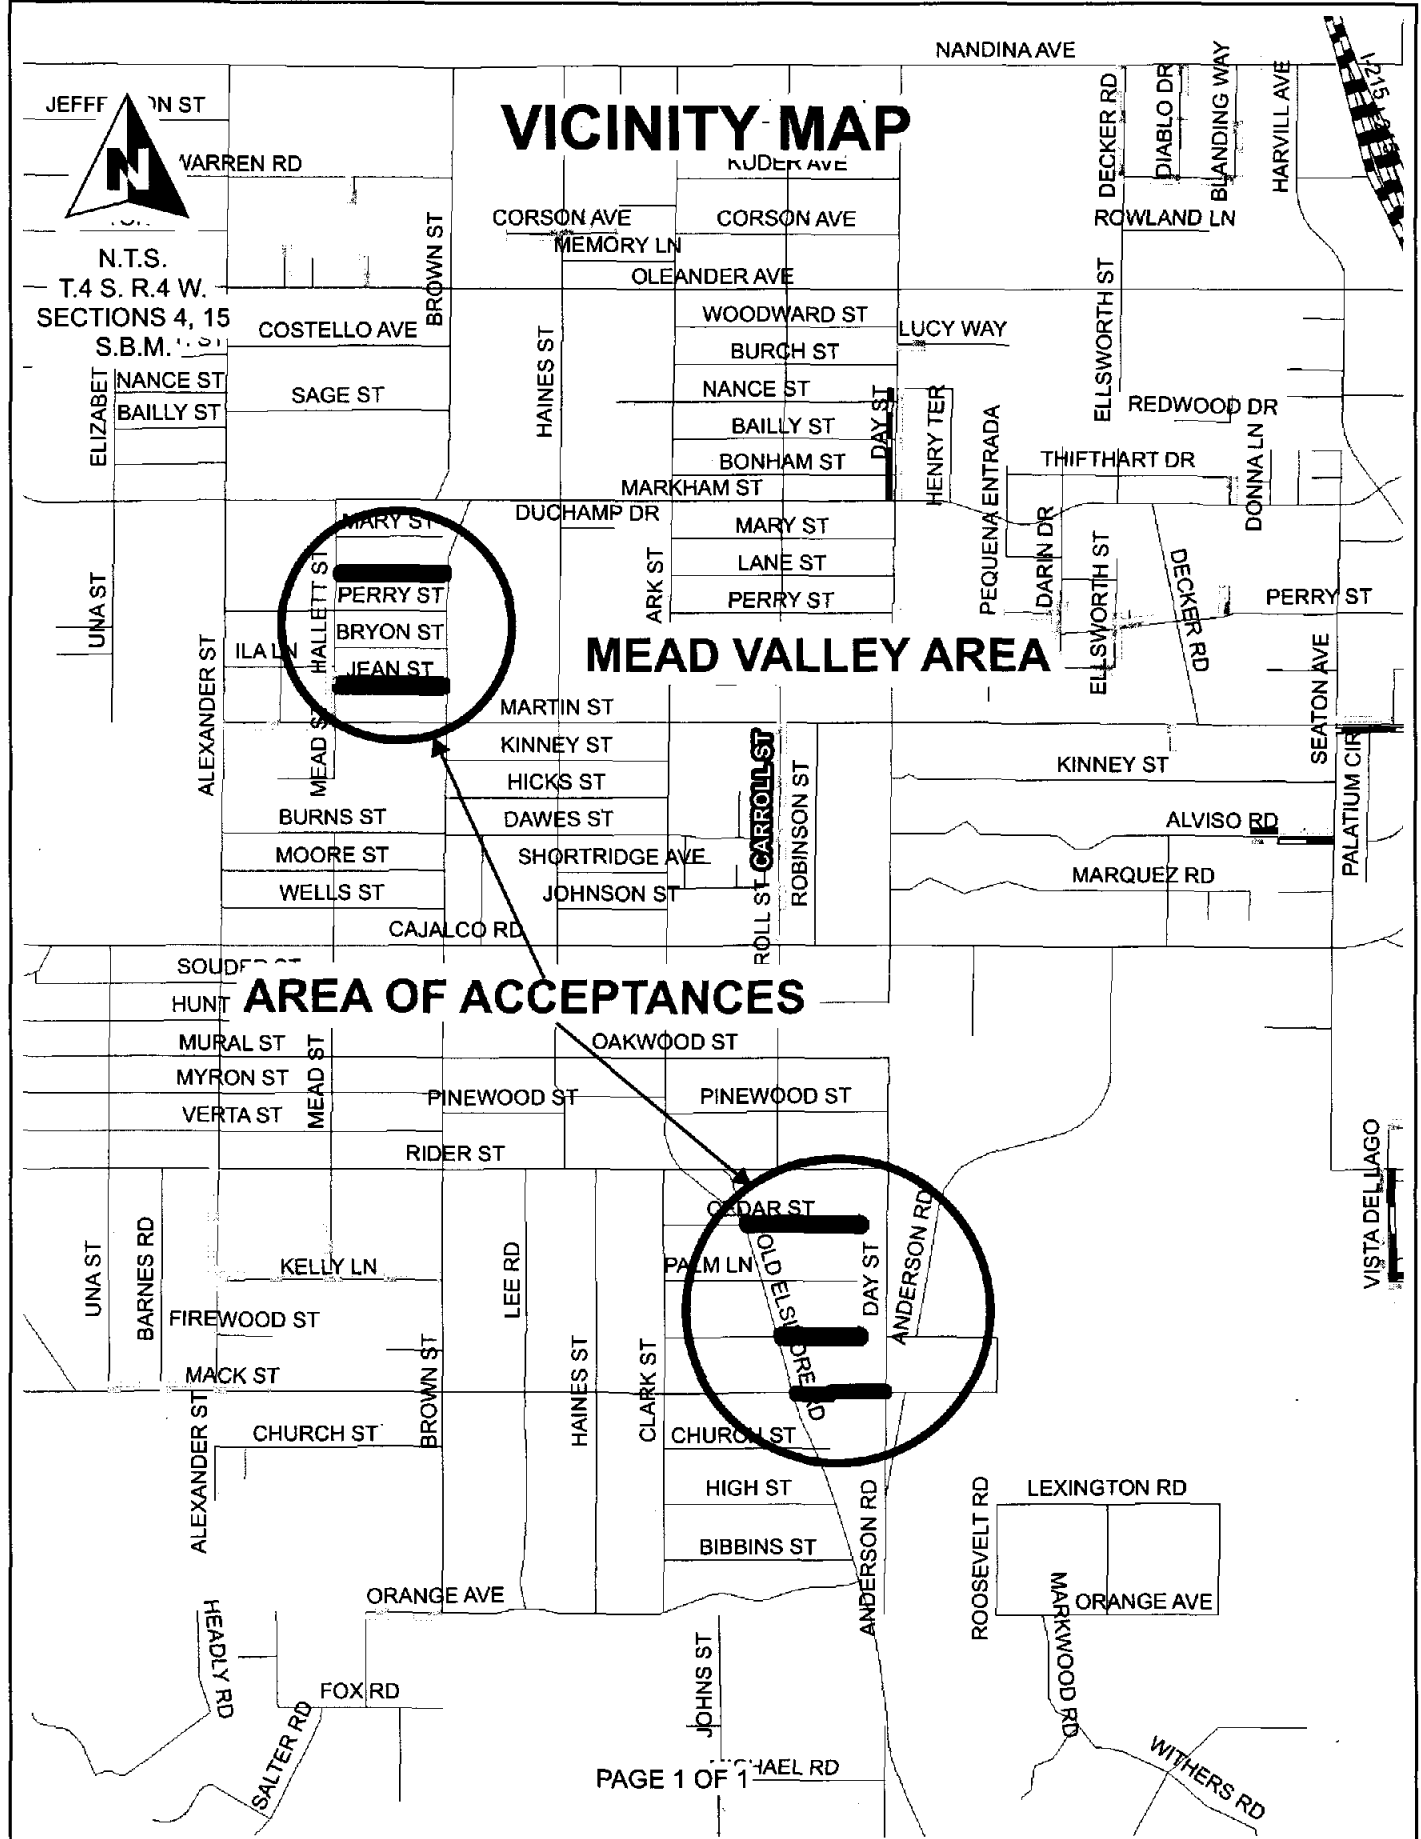 NANDINA AVE
VICINITY MAP
WARREN RD
DECKER RD
DIABLO DR
BLANDING WAY
HARVILL AVE
I-215
N
CORSON AVE
CORSON AVE
ROWLAND LN
MEMORY LN
BROWN ST
OLEANDER AVE
N.T.S.
T.4 S. R.4 W.
SECTIONS 4, 15
S.B.M.
COSTELLO AVE
WOODWARD ST
LUCY WAY
HAINES ST
BURCH ST
ELLSWORTH ST
NANCE ST
SAGE ST
NANCE ST
BAILLY ST
BAILLY ST
DAY ST
HENRY TER
REDWOOD DR
BONHAM ST
THIFTHART DR
DONNA LN
MARKHAM ST
PEQUENA ENTRADA
MARY ST
DUCHAMP DR
MARY ST
DARIN DR
LANE ST
ELLSWORTH ST
DECKER RD
UNA ST
HALLETT ST
PERRY ST
PERRY ST
PERRY ST
BRYON ST
ILA LN
JEAN ST
MEAD VALLEY AREA
ALEXANDER ST
MEAD ST
MARTIN ST
SEATON AVE
KINNEY ST
CARROLL ST
ROBINSON ST
KINNEY ST
HICKS ST
PALATIUM CIR
BURNS ST
DAWES ST
ALVISO RD
MOORE ST
SHORTRIDGE AVE
MARQUEZ RD
WELLS ST
JOHNSON ST
CAJALCO RD
HUNT
AREA OF ACCEPTANCES
MURAL ST
MEAD ST
OAKWOOD ST
MYRON ST
PINEWOOD ST
PINEWOOD ST
VERTA ST
RIDER ST
VISTA DEL LAGO
CEDAR ST
UNA ST
BARNES RD
KELLY LN
LEE RD
PALM LN
OLD ELSINORE RD
DAY ST
ANDERSON RD
FIREWOOD ST
MACK ST
BROWN ST
HAINES ST
CLARK ST
ALEXANDER ST
CHURCH ST
CHURCH ST
HIGH ST
ANDERSON RD
ROOSEVELT RD
LEXINGTON RD
BIBBINS ST
ORANGE AVE
MARKWOOD RD
ORANGE AVE
HEADLY RD
JOHNS ST
FOX RD
SALTER RD
WITHERS RD
PAGE 1 OF 1